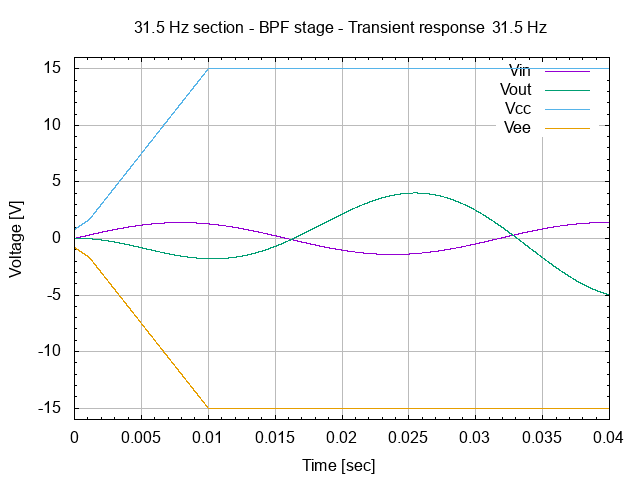 31.5 Hz section - BPF stage - Transient response 31.5 Hz
Vin
Vout
Vcc
Vee
15
10
5
0
-5
-10
-15
Voltage [V]
0 0.005 0.01 0.015 0.02 0.025 0.03 0.035 0.04
Time [sec]